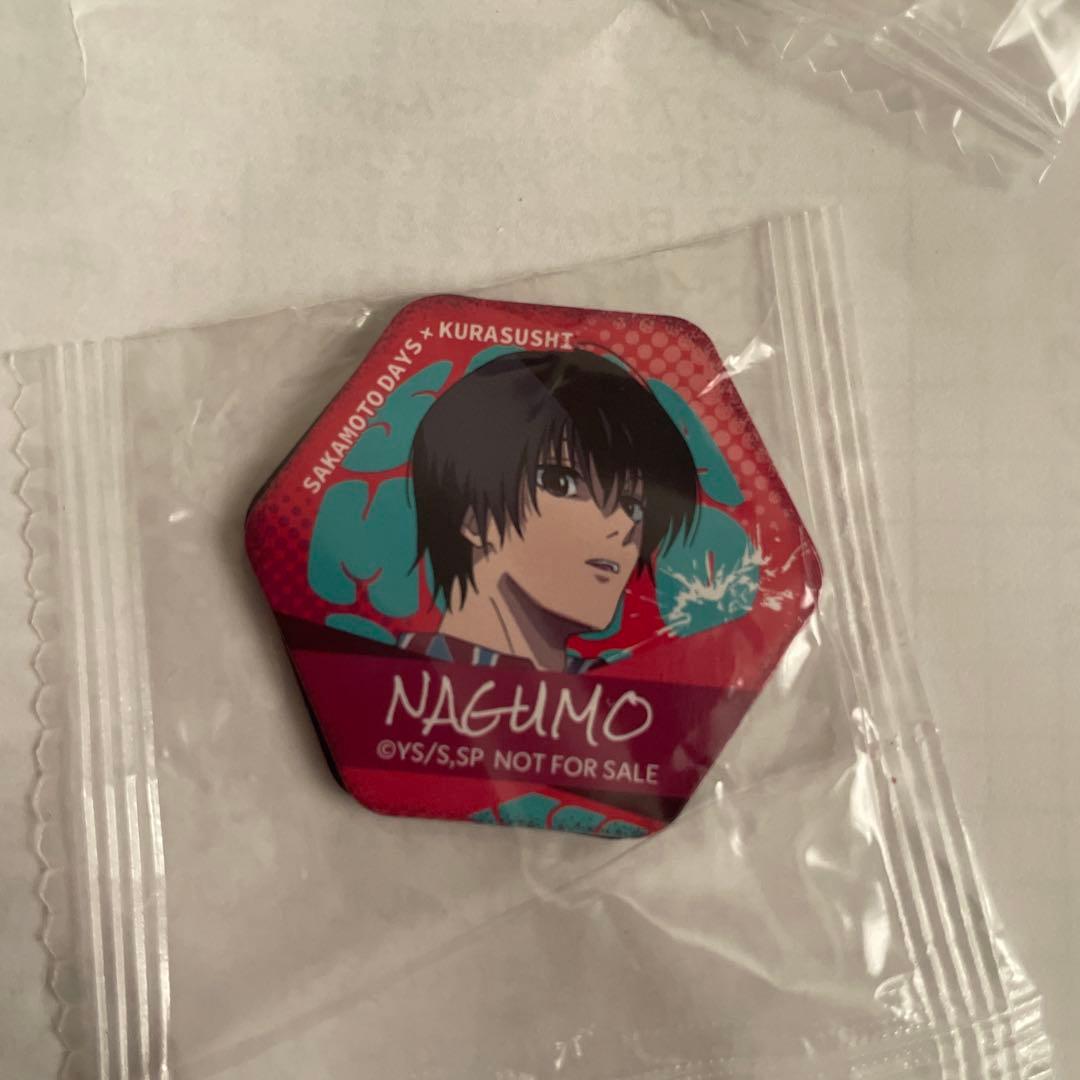 SAKAMOTO DAYS × KURASUSHI
NAGUMO
©YS/S,SP NOT FOR SALE